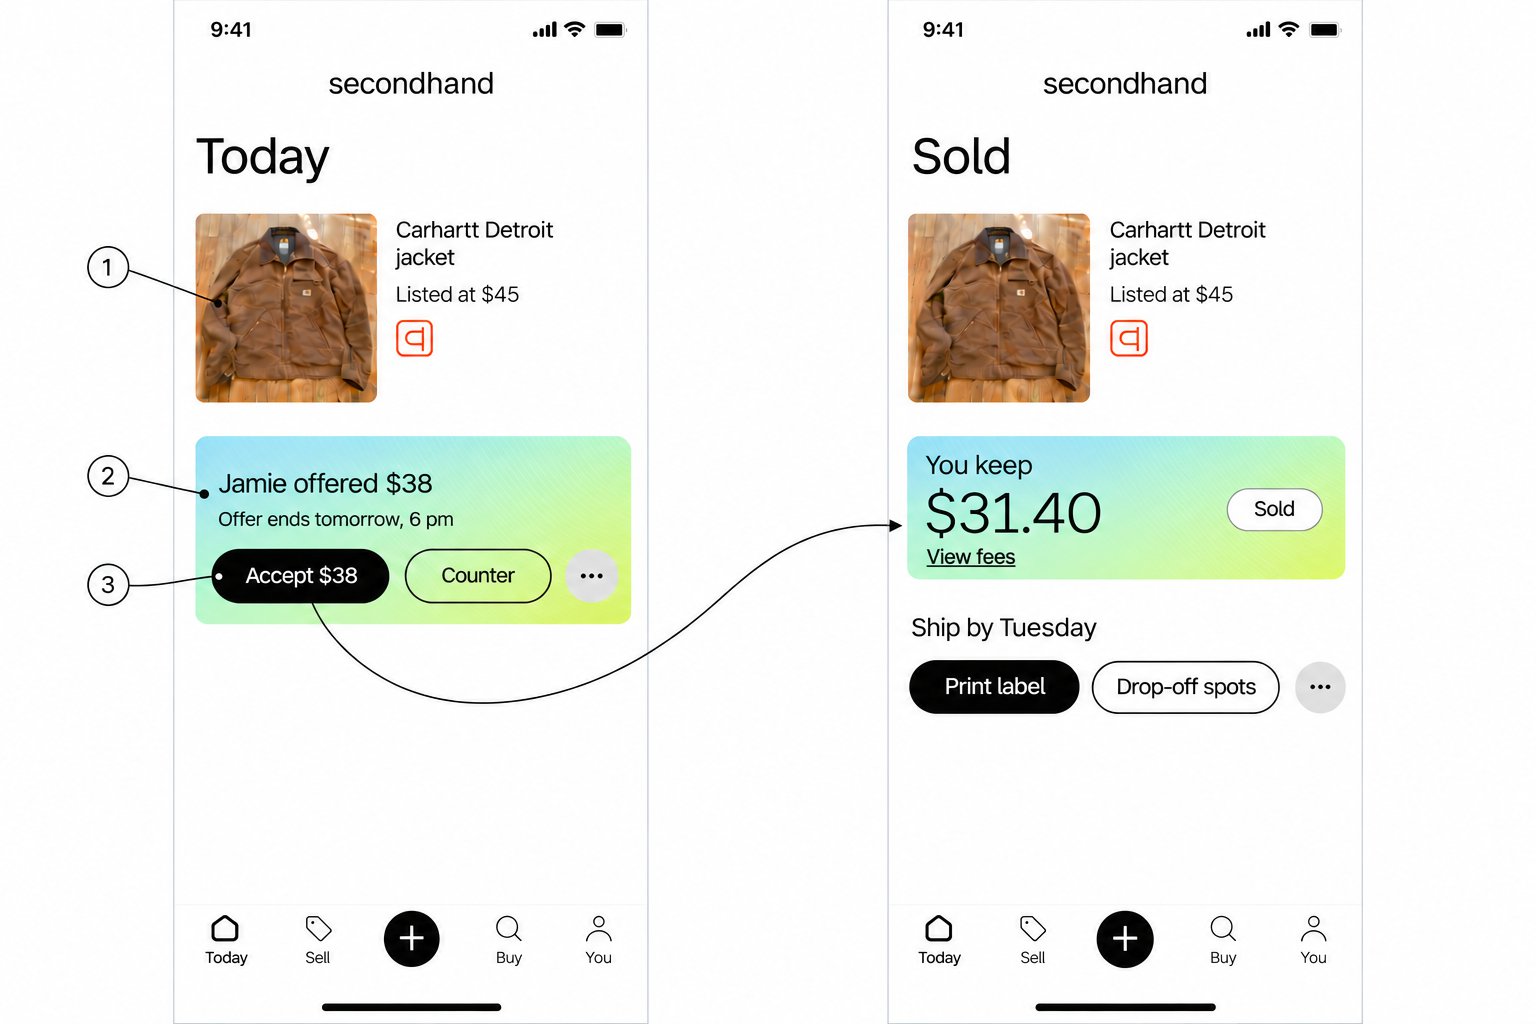 9:41
secondhand
Today
Carhartt Detroit
jacket
Listed at $45
1
2
Jamie offered $38
Offer ends tomorrow, 6 pm
3
Accept $38
Counter
Today
Sell
Buy
You
9:41
secondhand
Sold
Carhartt Detroit
jacket
Listed at $45
You keep
$31.40
Sold
View fees
Ship by Tuesday
Print label
Drop-off spots
Today
Sell
Buy
You